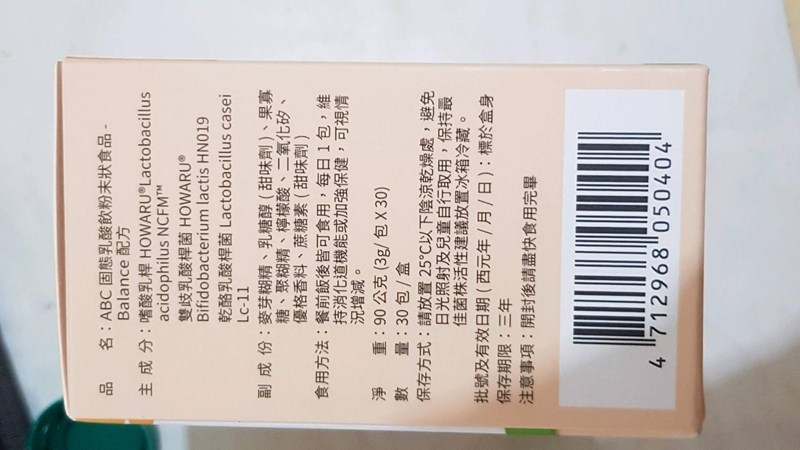 品 名：ABC 固態乳酸飲粉末狀食品 -
Balance 配方
主 成 分：嗜酸乳桿 HOWARU®Lactobacillus
acidophilus NCFM™
雙歧乳酸桿菌 HOWARU®
Bifidobacterium lactis HN019
乾酪乳酸桿菌 Lactobacillus casei
Lc-11
副 成 份：麥芽糊精、乳糖醇（甜味劑）、果寡
糖、聚糊精、檸檬酸、二氧化矽、
優格香料、蔗糖素（甜味劑）
食用方法：餐前飯後皆可食用，每日 1 包，維
持消化道機能或加強保健，可視情
況增減。
淨 重：90 公克 (3g/ 包 X 30)
數 量：30 包 / 盒
保存方式：請放置 25°C以下陰涼乾燥處，避免
日光照射及兒童自行取用，保持最
佳菌株活性建議放置冰箱冷藏。
批號及有效日期（西元年 / 月 / 日）：標於盒身
保存期限：三年
注意事項：開封後請盡快食用完畢
4 712968 050404